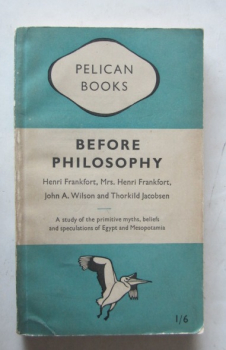 PELICAN
BOOKS
BEFORE
PHILOSOPHY
Henri Frankfort, Mrs. Henri Frankfort,
John A. Wilson and Thorkild Jacobsen
A study of the primitive myths, beliefs
and speculations of Egypt and Mesopotamia
1/6